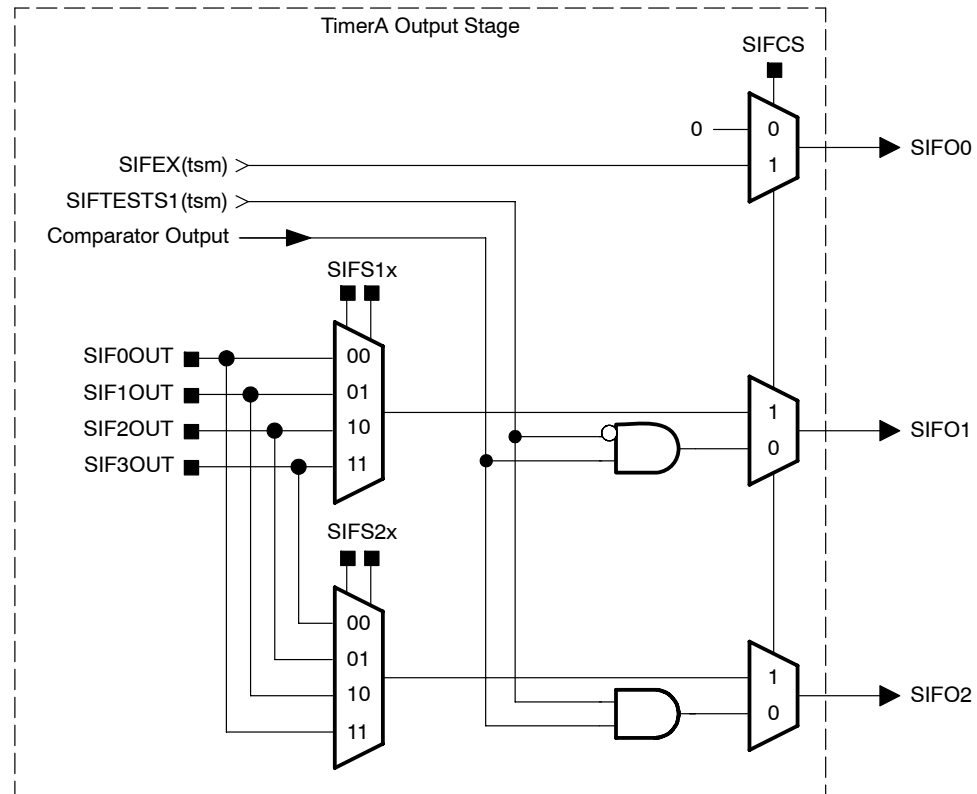 TimerA Output Stage
SIFCS
0
0
1
SIFO0
SIFEX(tsm)
SIFTESTS1(tsm)
Comparator Output
SIFS1x
SIF0OUT
SIF1OUT
SIF2OUT
SIF3OUT
00
01
10
11
1
0
SIFO1
SIFS2x
00
01
10
11
1
0
SIFO2